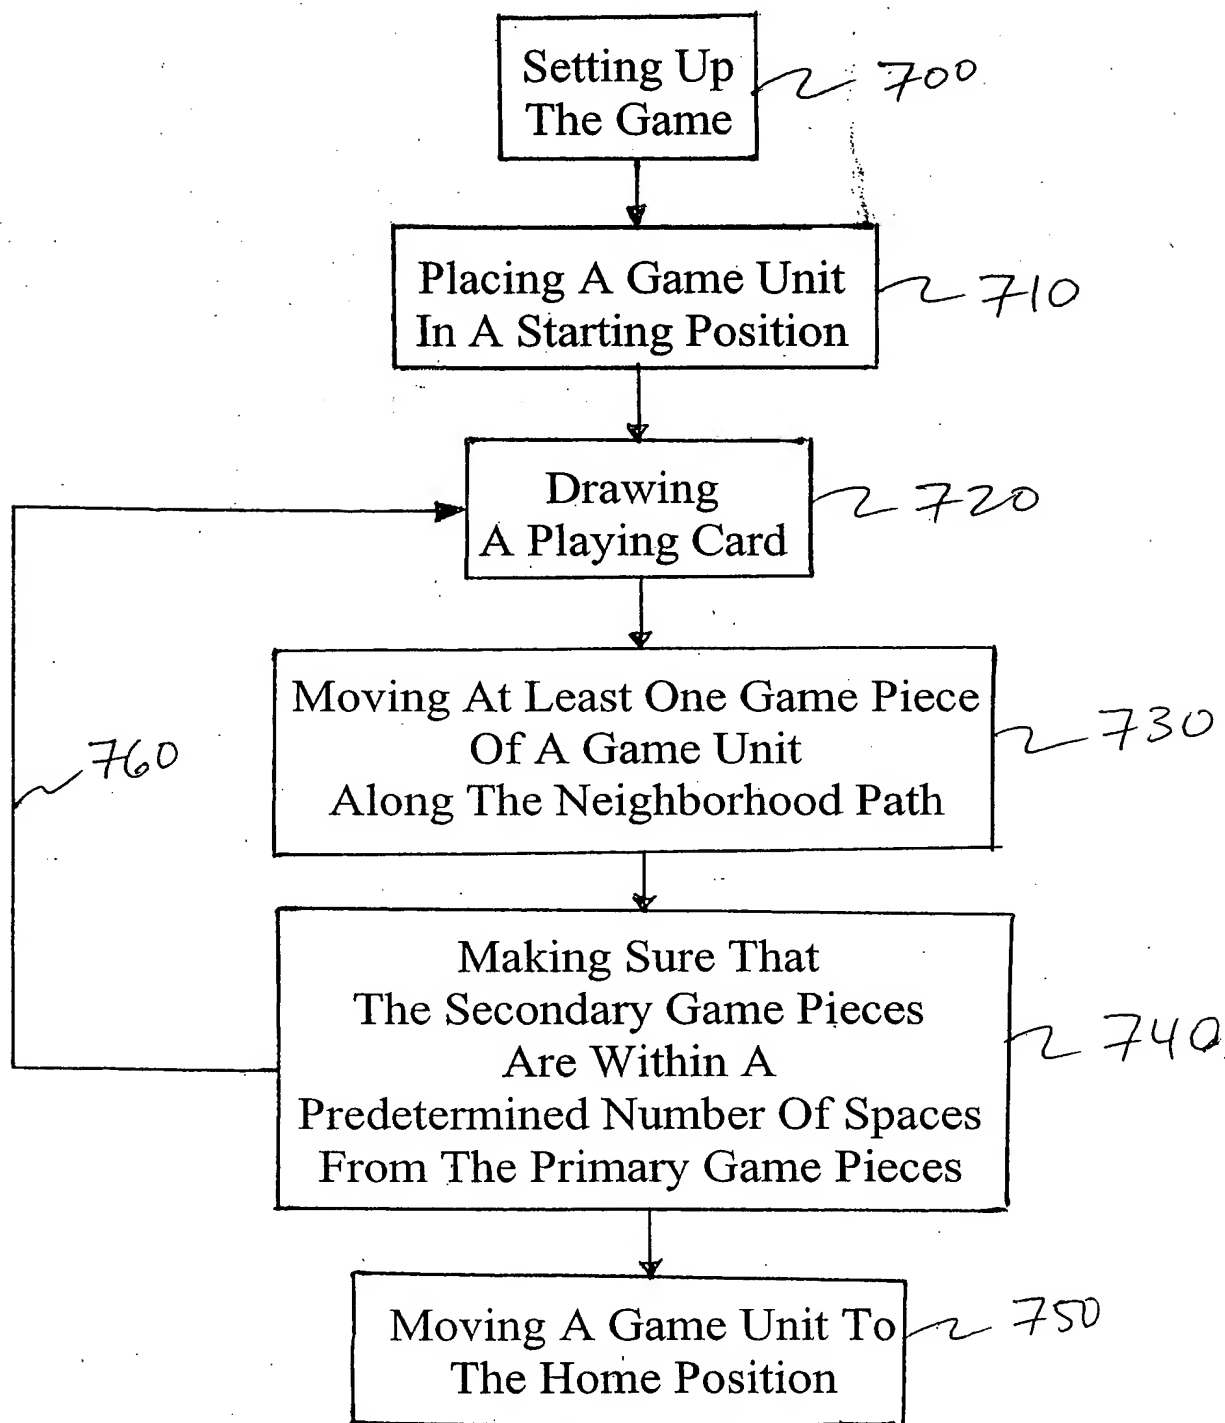 Setting Up
The Game
700
Placing A Game Unit
In A Starting Position
710
Drawing
A Playing Card
720
Moving At Least One Game Piece
Of A Game Unit
Along The Neighborhood Path
730
760
Making Sure That
The Secondary Game Pieces
Are Within A
Predetermined Number Of Spaces
From The Primary Game Pieces
740
Moving A Game Unit To
The Home Position
750